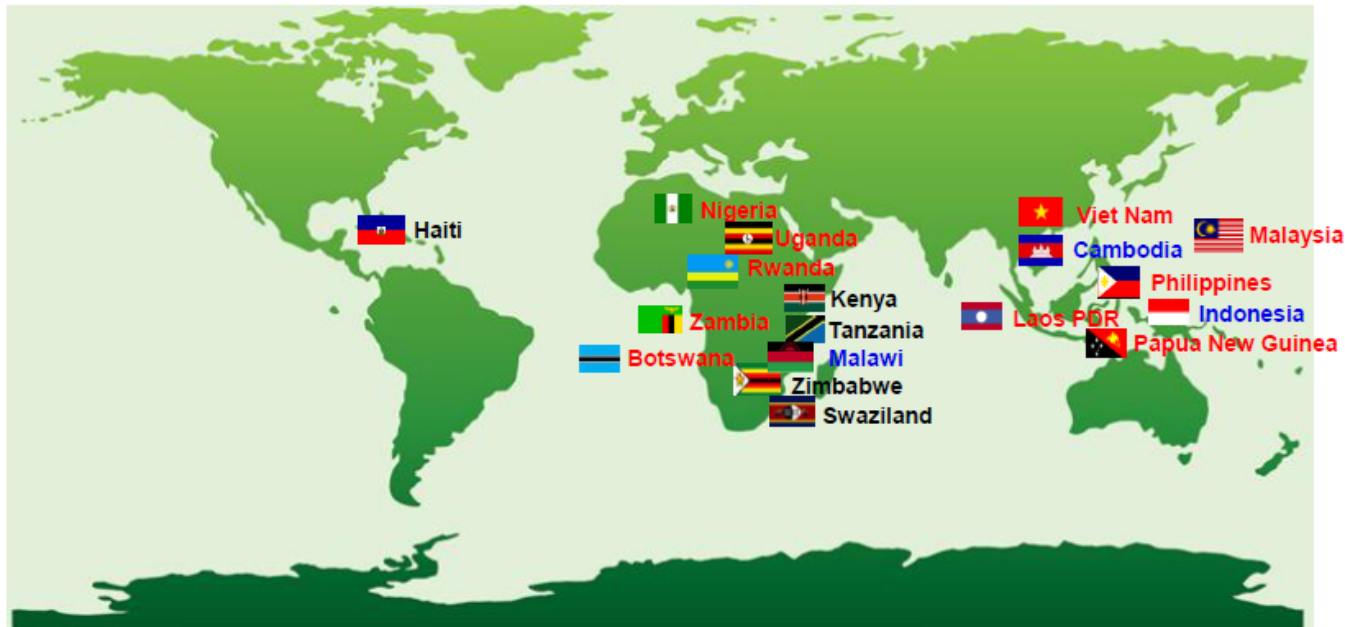 Haiti
Nigeria
Uganda
Rwanda
Kenya
Zambia
Tanzania
Botswana
Malawi
Zimbabwe
Swaziland
Viet Nam
Malaysia
Cambodia
Philippines
Indonesia
Laos PDR
Papua New Guinea